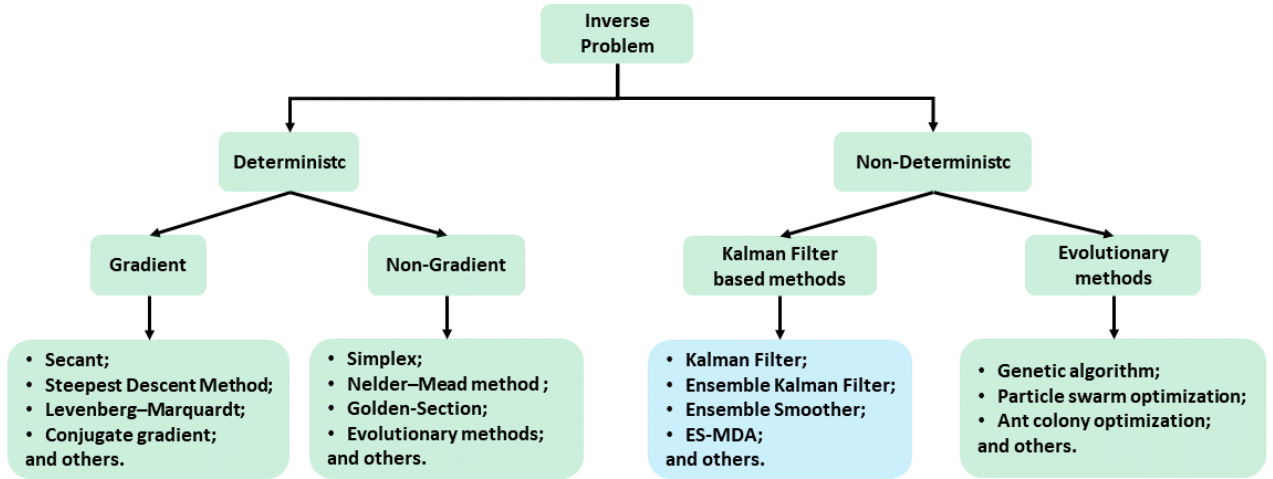 Inverse
Problem
Deterministc
Non-Deterministc
Gradient
Non-Gradient
Kalman Filter
based methods
Evolutionary
methods
• Secant;
• Steepest Descent Method;
• Levenberg–Marquardt;
• Conjugate gradient;
and others.
• Simplex;
• Nelder–Mead method ;
• Golden-Section;
• Evolutionary methods;
and others.
• Kalman Filter;
• Ensemble Kalman Filter;
• Ensemble Smoother;
• ES-MDA;
and others.
• Genetic algorithm;
• Particle swarm optimization;
• Ant colony optimization;
and others.